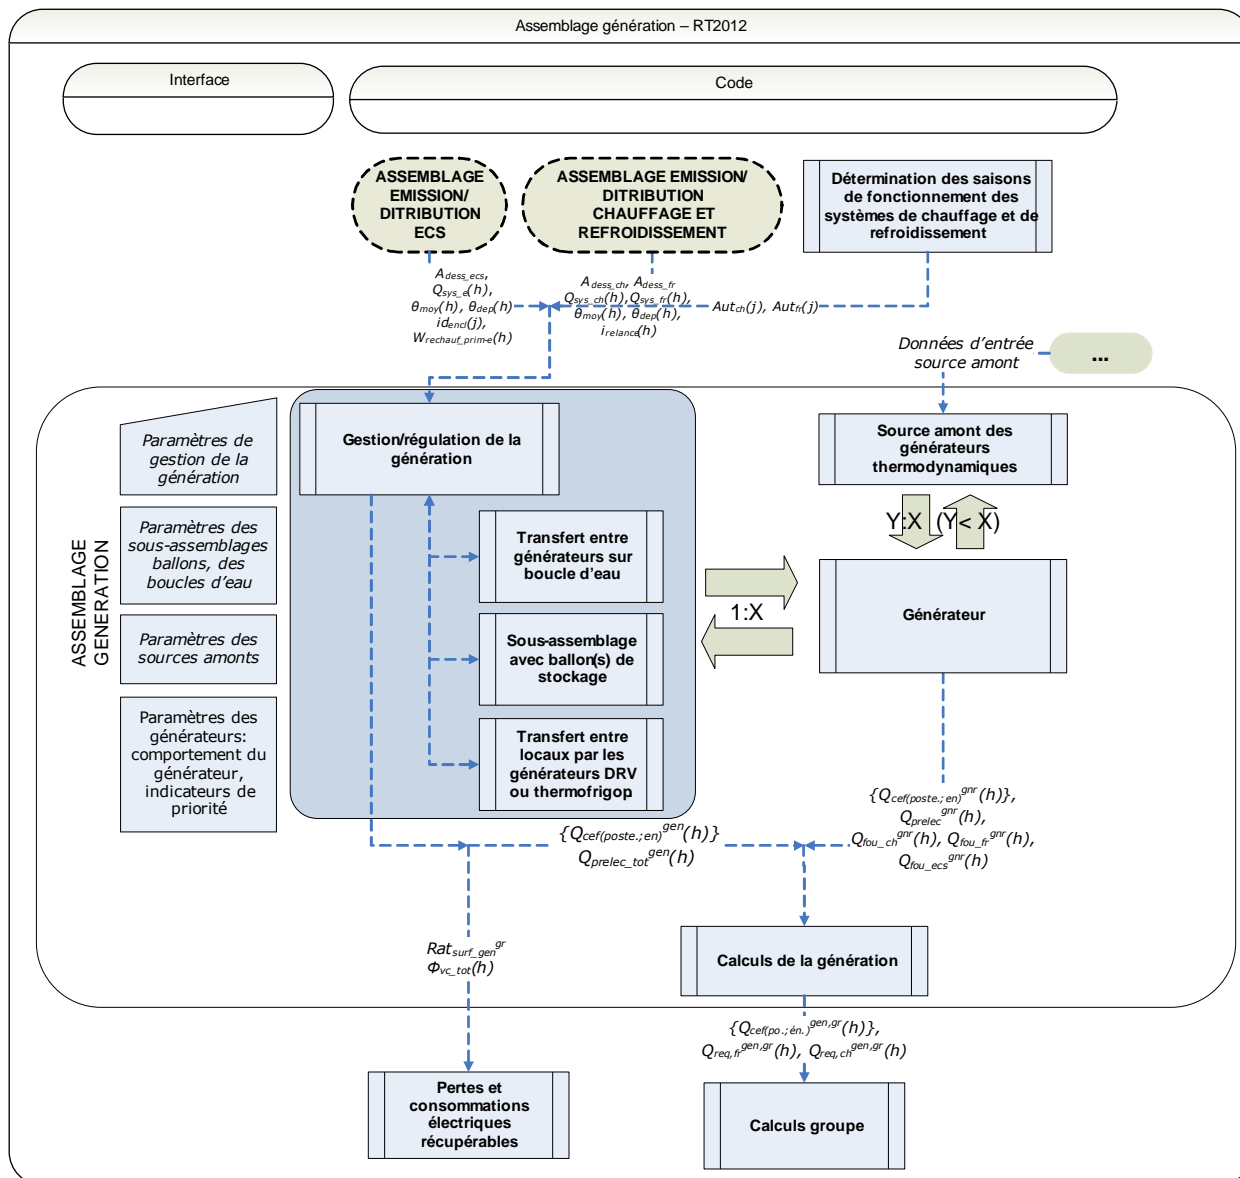 Assemblage génération – RT2012
Interface
Code
ASSEMBLAGE
EMISSION/
DITRIBUTION
ECS
ASSEMBLAGE EMISSION/
DITRIBUTION
CHAUFFAGE ET
REFROIDISSEMENT
Détermination des saisons
de fonctionnement des
systèmes de chauffage et de
refroidissement
Adess_ecs,
Qsys_e(h),
θmoy(h), θdep(h)
idencl(j),
Wrechauf_prim-e(h)
Adess_ch, Adess_fr
Qsys_ch(h),Qsys_fr(h),
θmoy(h), θdep(h),
irelance(h)
Autch(j), Autfr(j)
Données d'entrée
source amont
...
ASSEMBLAGE
GENERATION
Paramètres de
gestion de la
génération
Paramètres des
sous-assemblages
ballons, des
boucles d'eau
Paramètres des
sources amonts
Paramètres des
générateurs:
comportement du
générateur,
indicateurs de
priorité
Gestion/régulation de la
génération
Transfert entre
générateurs sur
boucle d'eau
Sous-assemblage
avec ballon(s) de
stockage
Transfert entre
locaux par les
générateurs DRV
ou thermofrigop
1:X
Source amont des
générateurs
thermodynamiques
Y:X (Y< X)
Générateur
{Qcef(poste.;en)gen(h)}
Qprelec_totgen(h)
{Qcef(poste.;en)gnr(h)},
Qprelecgnr(h),
Qfou_chgnr(h), Qfou_frgnr(h),
Qfou_ecsgnr(h)
Ratsurf_gengr
Φvc_tot(h)
Calculs de la génération
{Qcef(po.;én.)gen,gr(h)},
Qreq,frgen,gr(h), Qreq,chgen,gr(h)
Pertes et
consommations
électriques
récupérables
Calculs groupe